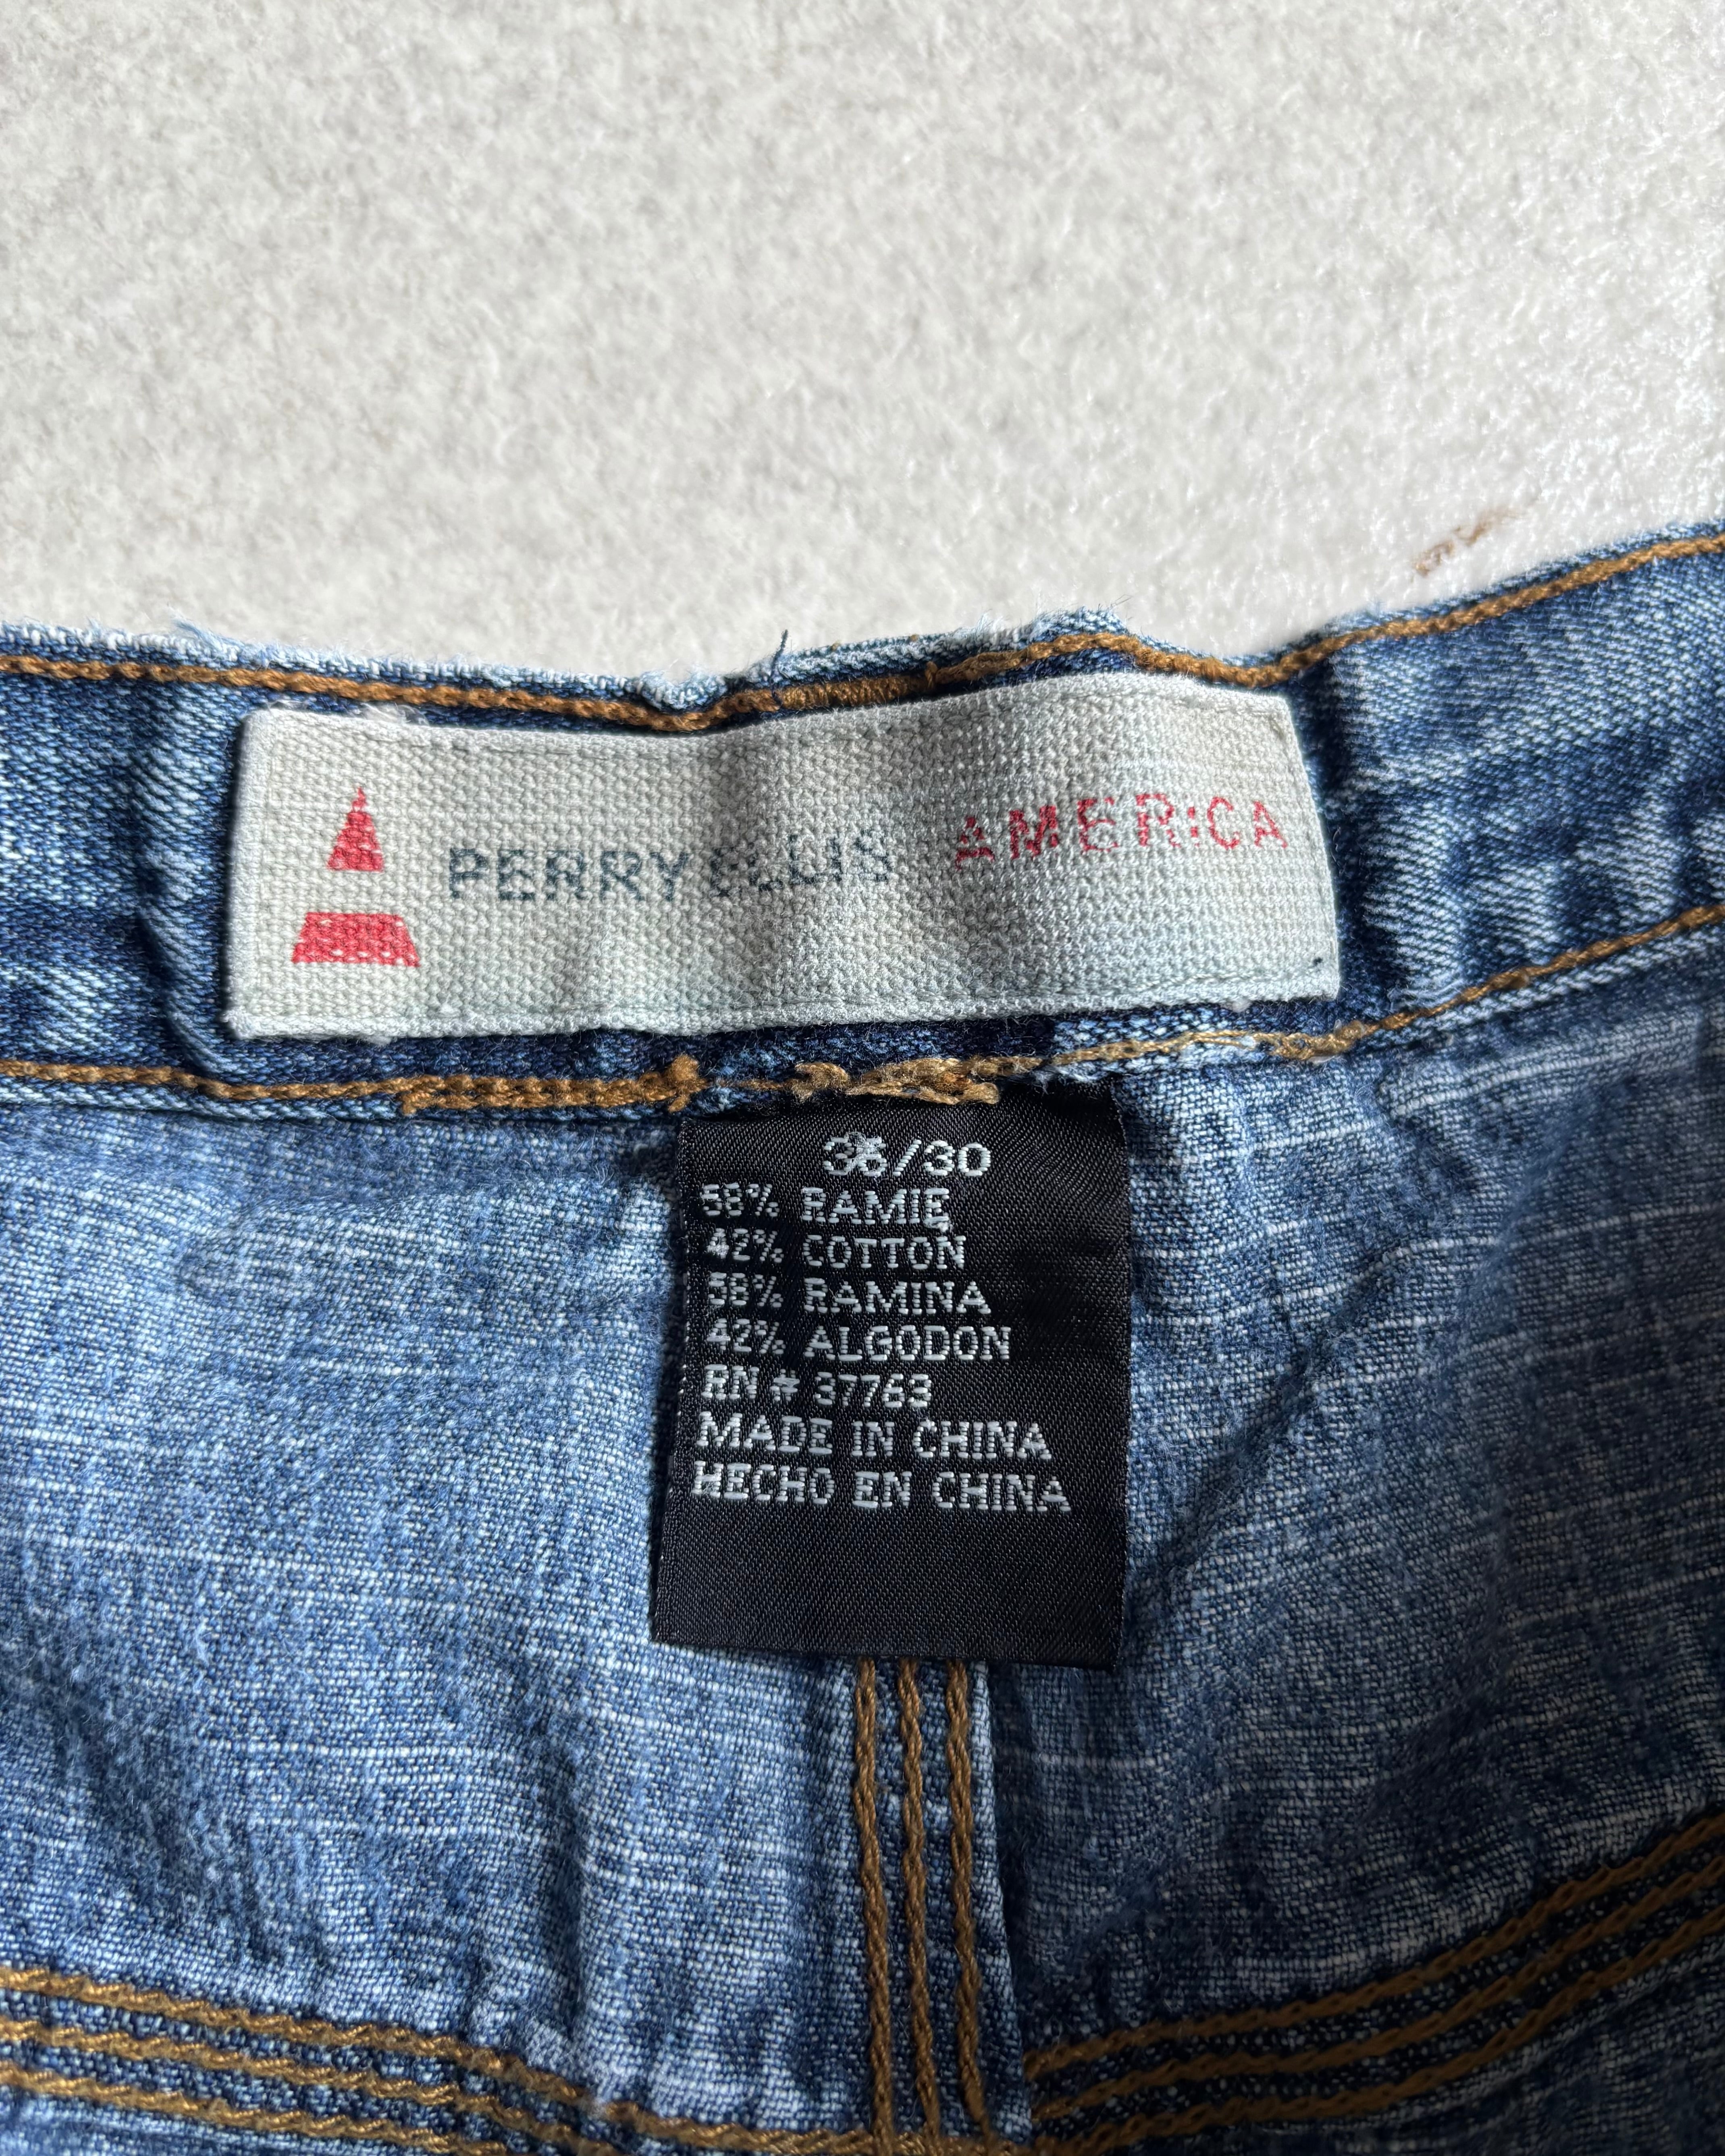 PERRY ELLIS AMERICA
36/30
58% RAMIE
42% COTTON
58% RAMINA
42% ALGODON
RN # 37763
MADE IN CHINA
HECHO EN CHINA